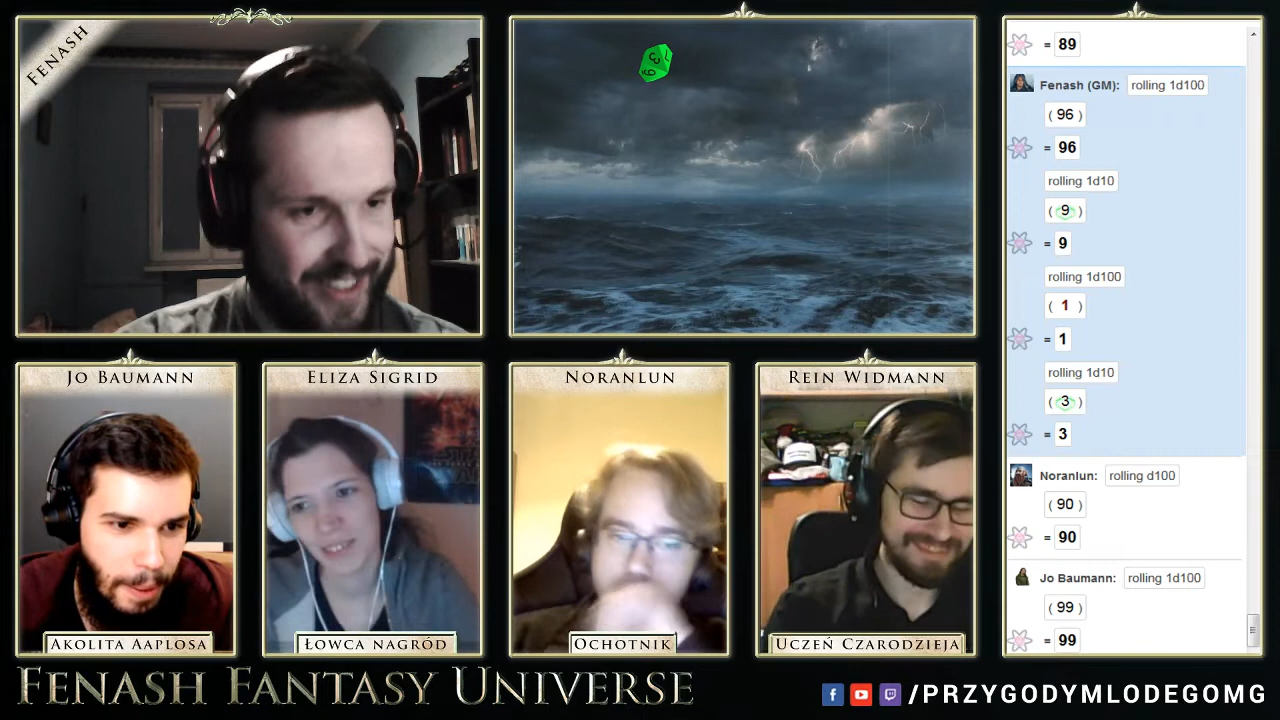 FENASH
= 89
Fenash (GM): rolling 1d100
( 96 )
= 96
rolling 1d10
( 9 )
= 9
rolling 1d100
( 1 )
= 1
rolling 1d10
( 3 )
= 3
Noranlun: rolling d100
( 90 )
= 90
Jo Baumann: rolling 1d100
( 99 )
= 99
3
JO BAUMANN
AKOLITA AAPLOSA
ELIZA SIGRID
ŁOWCA NAGRÓD
NORANLUN
OCHOTNIK
REIN WIDMANN
UCZEŃ CZARODZIEJA
FENASH FANTASY UNIVERSE
/PRZYGODYMLODEGOMG